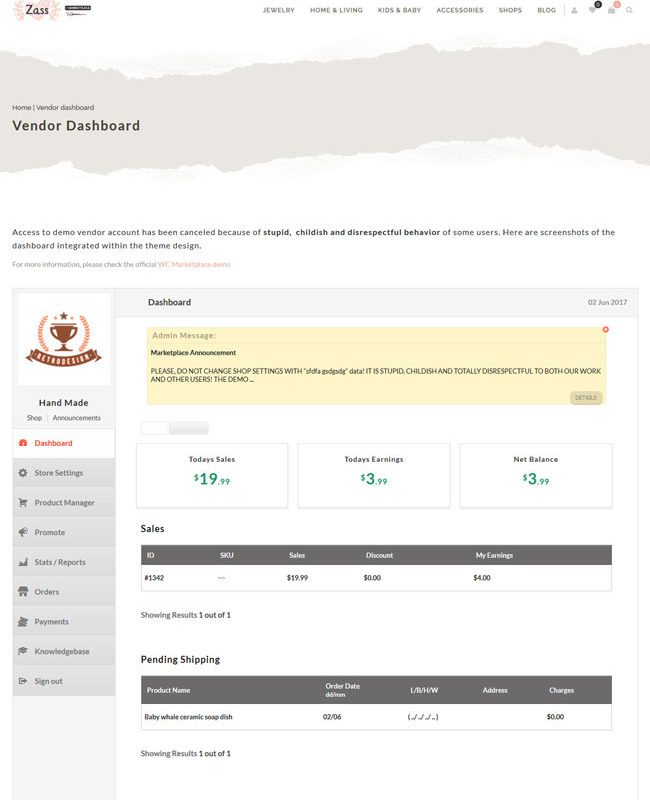 Zass
JEWELRY HOME & LIVING KIDS & BABY ACCESSORIES SHOPS BLOG 0 0
Home | Vendor dashboard
Vendor Dashboard
Access to demo vendor account has been canceled because of stupid, childish and disrespectful behavior of some users. Here are screenshots of the
dashboard integrated within the theme design.
For more information, please check the official WC Marketplace demo
RETRODESIGN
Hand Made
Shop | Announcements
Dashboard
Store Settings
Product Manager
Promote
Stats / Reports
Orders
Payments
Knowledgebase
Sign out
Dashboard 02 Jun 2017
Admin Message:
Marketplace Announcement
PLEASE, DO NOT CHANGE SHOP SETTINGS WITH "sfdfa gsdgsdg" data! IT IS STUPID, CHILDISH AND TOTALLY DISRESPECTFUL TO BOTH OUR WORK
AND OTHER USERS! THE DEMO ...
DETAILS
Todays Sales Todays Earnings Net Balance
$19.99 $3.99 $3.99
Sales
ID SKU Sales Discount My Earnings
#1342 --- $19.99 $0.00 $4.00
Showing Results 1 out of 1
Pending Shipping
Product Name Order Date dd/mm L/B/H/W Address Charges
Baby whale ceramic soap dish 02/06 (../../../..) $0.00
Showing Results 1 out of 1